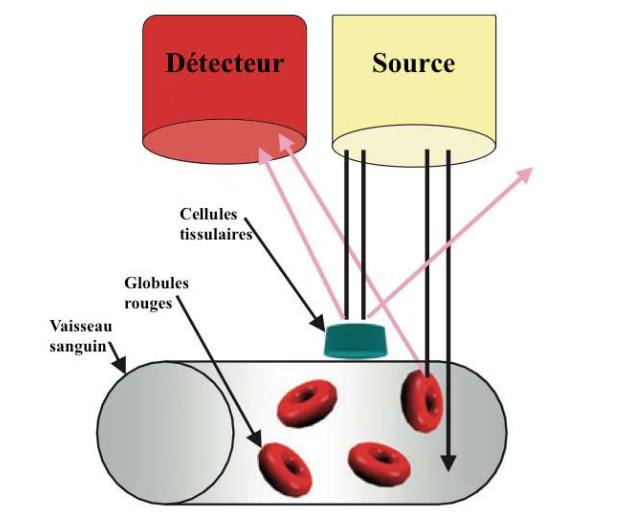 Détecteur
Source
Cellules
tissulaires
Globules
rouges
Vaisseau
sanguin